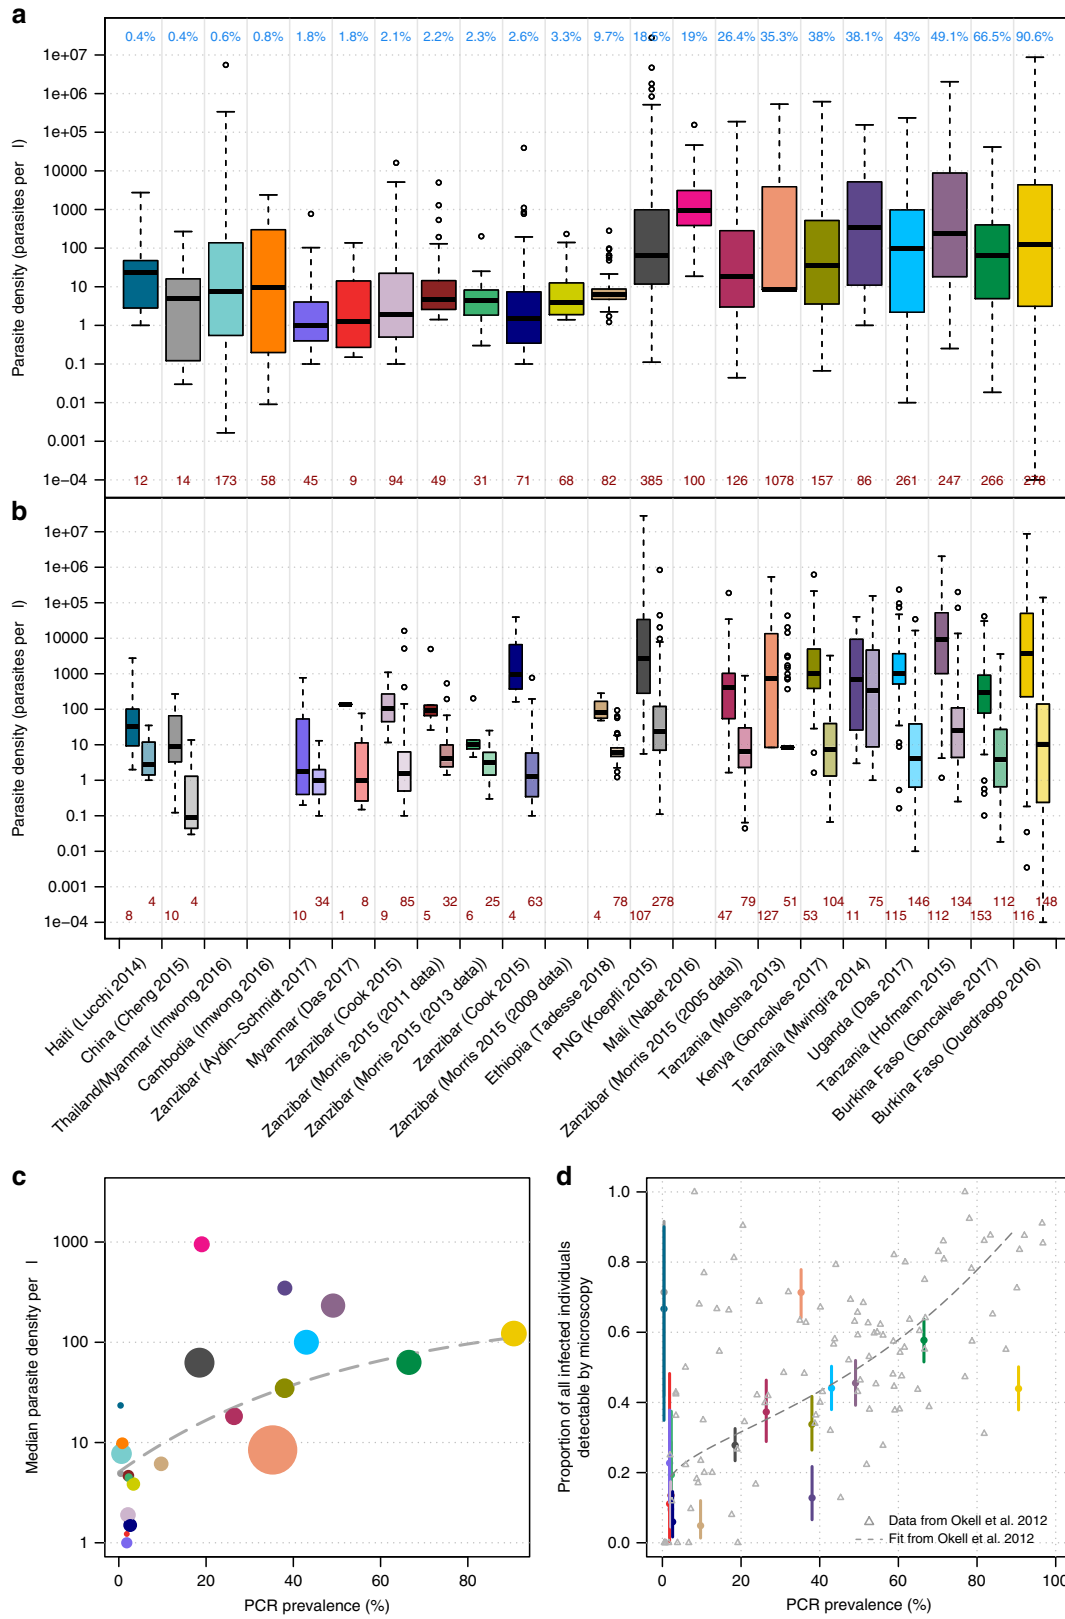 a
0.4% 0.4% 0.6% 0.8% 1.8% 1.8% 2.1% 2.2% 2.3% 2.6% 3.3% 9.7% 18.5% 19% 26.4% 35.3% 38% 38.1% 43% 49.1% 66.5% 90.6%
Parasite density (parasites per l)
1e+07
1e+06
1e+05
10000
1000
100
10
1
0.1
0.01
0.001
1e−04
12 14 173 58 45 9 94 49 31 71 68 82 385 100 126 1078 157 86 261 247 266 278
b
Parasite density (parasites per l)
1e+07
1e+06
1e+05
10000
1000
100
10
1
0.1
0.01
0.001
1e−04
4 4 34 8 85 32 25 63 78 278 79 51 104 75 146 134 112 148
8 10 10 1 9 5 6 4 4 107 47 127 53 11 115 112 153 116
Haiti (Lucchi 2014)
China (Cheng 2015)
Thailand/Myanmar (Imwong 2016)
Cambodia (Imwong 2016)
Zanzibar (Aydin−Schmidt 2017)
Myanmar (Das 2017)
Zanzibar (Cook 2015)
Zanzibar (Morris 2015 (2011 data))
Zanzibar (Morris 2015 (2013 data))
Zanzibar (Cook 2015)
Zanzibar (Morris 2015 (2009 data))
Ethiopia (Tadesse 2018)
PNG (Koepfli 2015)
Mali (Nabet 2016)
Zanzibar (Morris 2015 (2005 data))
Tanzania (Mosha 2013)
Kenya (Goncalves 2017)
Tanzania (Mwingira 2014)
Uganda (Das 2017)
Tanzania (Hofmann 2015)
Burkina Faso (Goncalves 2017)
Burkina Faso (Ouedraogo 2016)
c
Median parasite density per l
1000
100
10
1
0 20 40 60 80
PCR prevalence (%)
d
Proportion of all infected individuals
detectable by microscopy
1.0
0.8
0.6
0.4
0.2
0.0
Data from Okell et al. 2012
Fit from Okell et al. 2012
0 20 40 60 80 100
PCR prevalence (%)